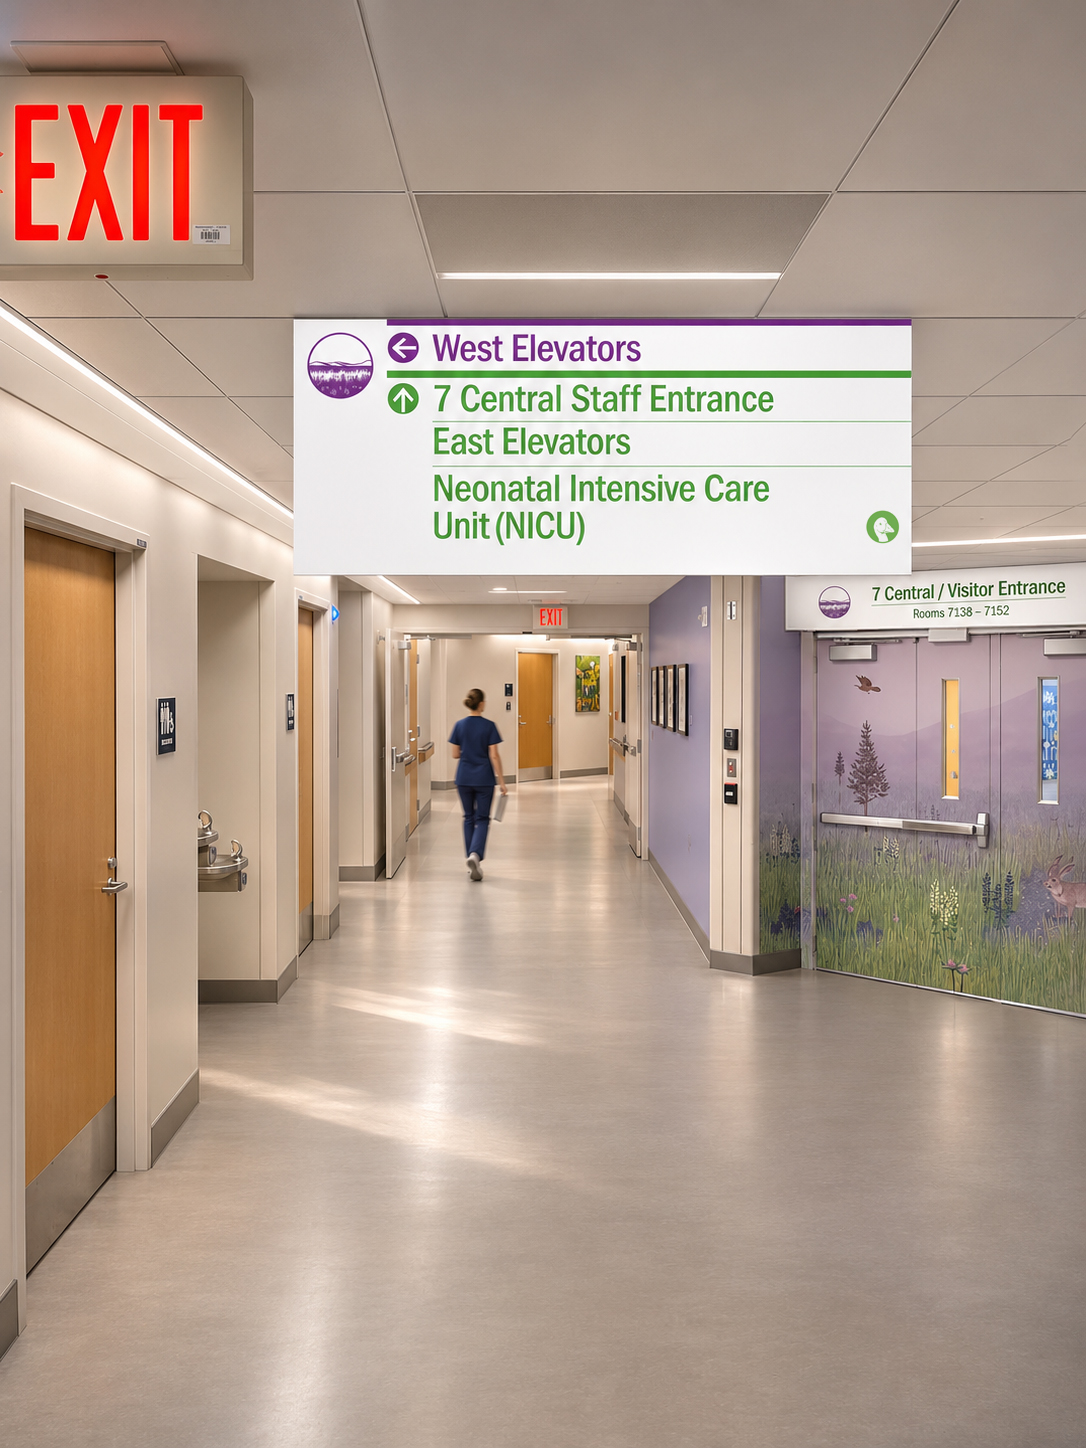 EXIT
West Elevators
7 Central Staff Entrance
East Elevators
Neonatal Intensive Care
Unit (NICU)
7 Central / Visitor Entrance
Rooms 7138 – 7152
EXIT